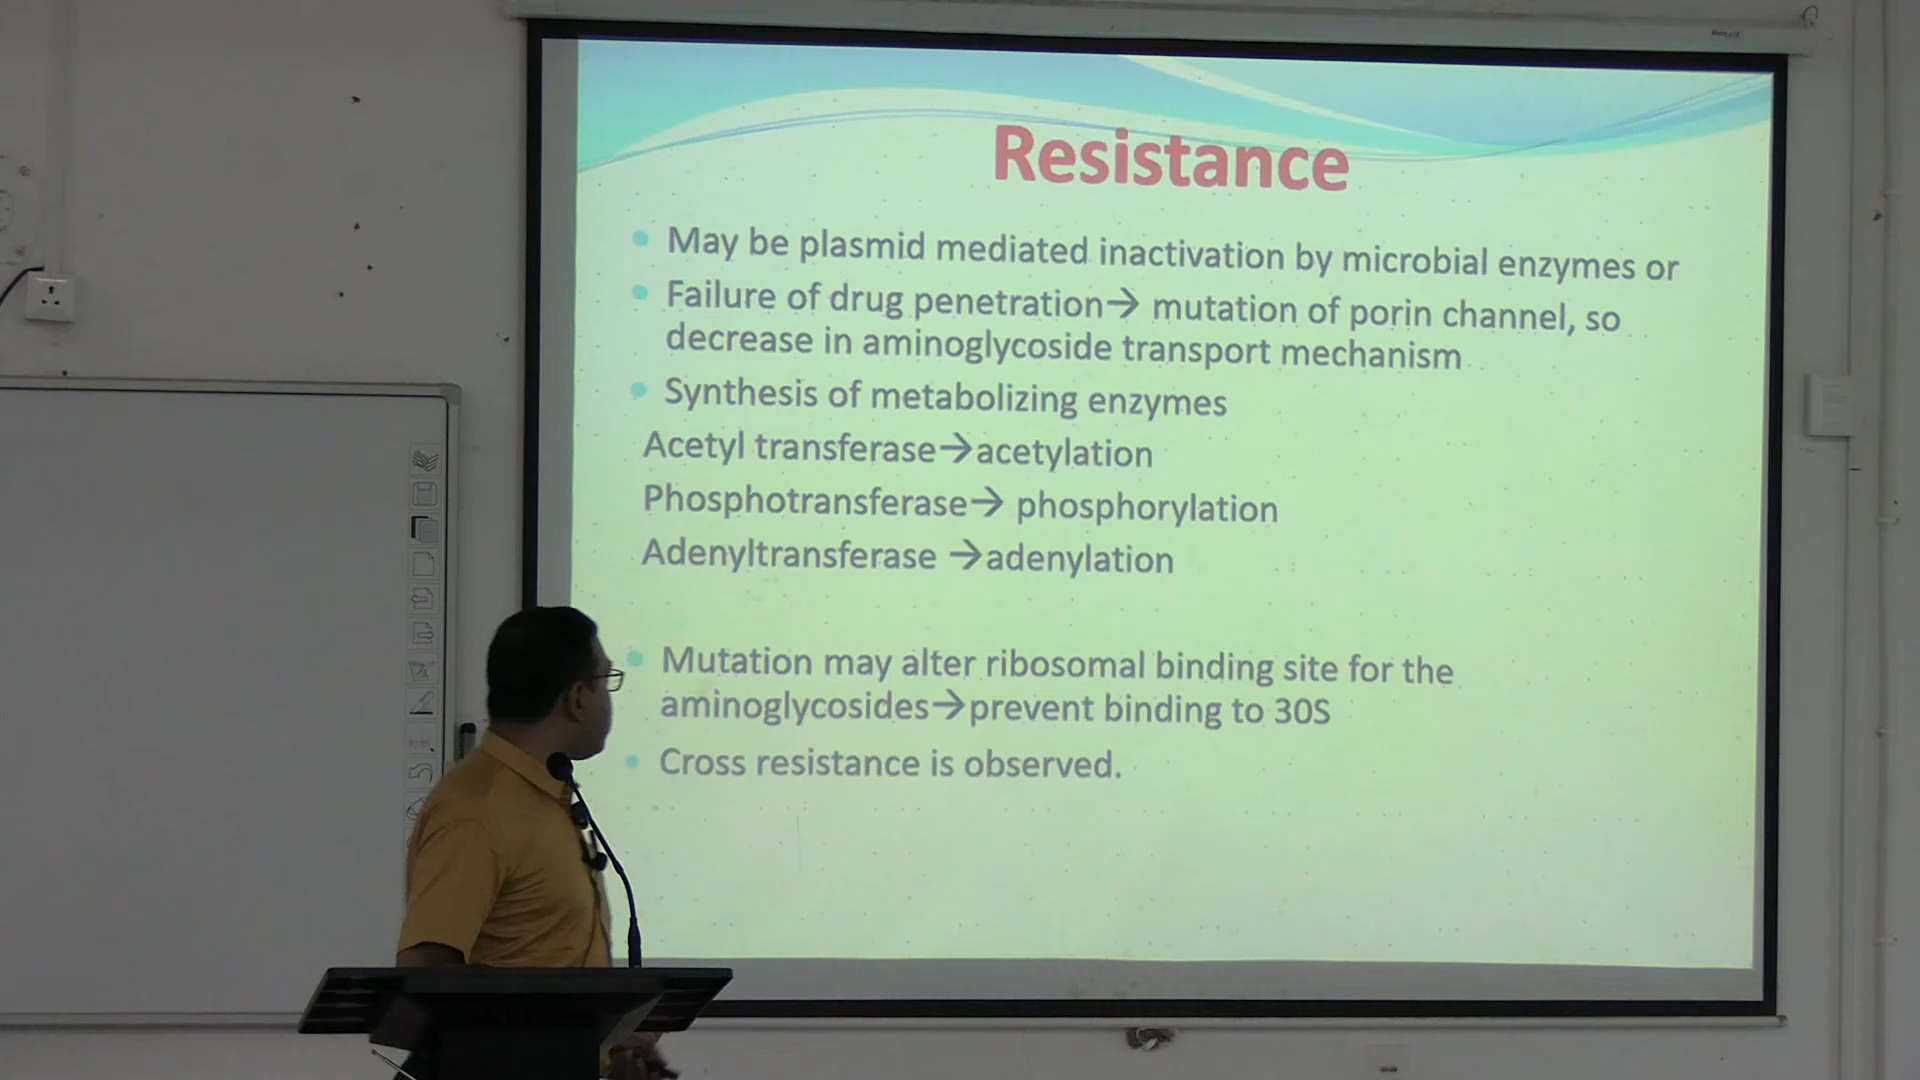 Resistance
May be plasmid mediated inactivation by microbial enzymes or
Failure of drug penetration→ mutation of porin channel, so
decrease in aminoglycoside transport mechanism
Synthesis of metabolizing enzymes
Acetyl transferase→acetylation
Phosphotransferase→ phosphorylation
Adenyltransferase →adenylation
Mutation may alter ribosomal binding site for the
aminoglycosides→prevent binding to 30S
Cross resistance is observed.